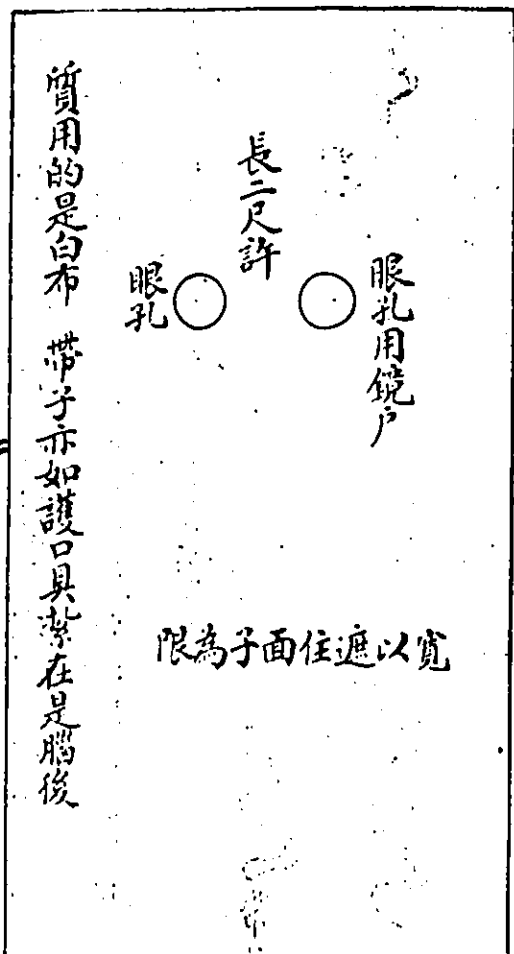 眼孔用鏡戶
長二尺許
眼孔
寬以遮住面子為限
質用的是白布 帶子亦如護口具紮在是腦後